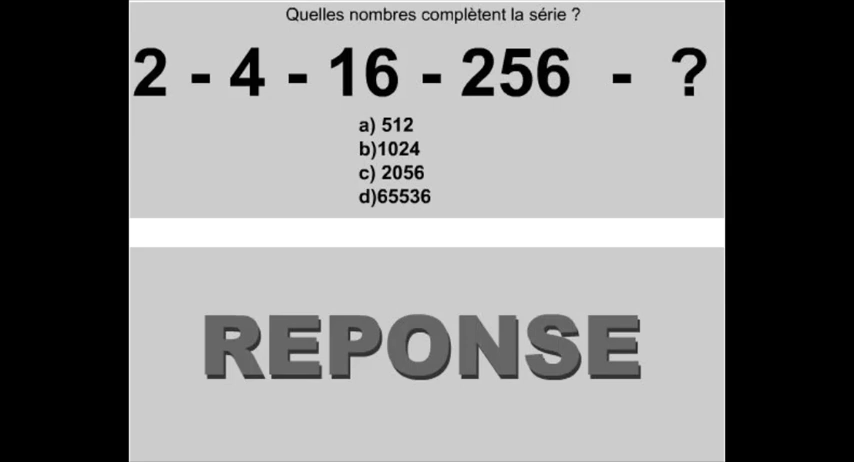 Quelles nombres complètent la série ?
2 - 4 - 16 - 256 - ?
a) 512
b)1024
c) 2056
d)65536
REPONSE